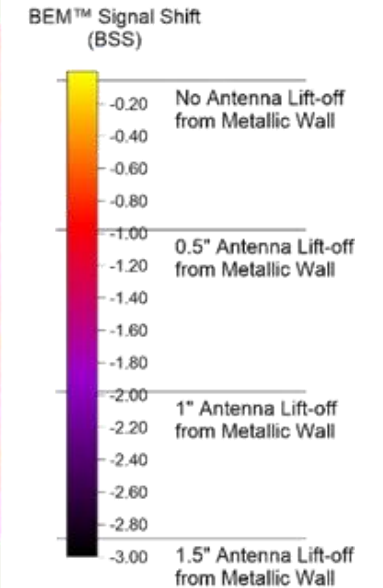 BEM™ Signal Shift
(BSS)
-0.20
No Antenna Lift-off
from Metallic Wall
-0.40
-0.60
-0.80
-1.00
0.5" Antenna Lift-off
from Metallic Wall
-1.20
-1.40
-1.60
-1.80
-2.00
1" Antenna Lift-off
from Metallic Wall
-2.20
-2.40
-2.60
-2.80
-3.00
1.5" Antenna Lift-off
from Metallic Wall